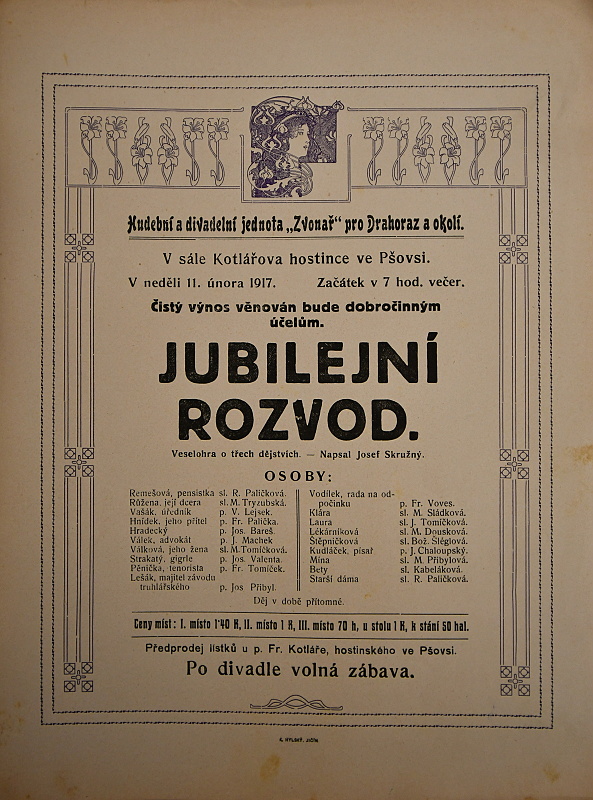 Hudební a divadelní jednota „Zvonař“ pro Drahoraz a okolí.
V sále Kotlářova hostince ve Pšovsi.
V neděli 11. února 1917. Začátek v 7 hod. večer.
Čistý výnos věnován bude dobročinným
účelům.
JUBILEJNÍ
ROZVOD.
Veselohra o třech dějstvích. — Napsal Josef Skružný.
OSOBY:
Remešová, pensistka sl. R. Paličková.
Růžena, její dcera sl. M. Tryzubská.
Vašák, úředník p. V. Lejsek.
Hnídek, jeho přítel p. Fr. Palička.
Hradecký p. Jos. Bareš.
Válek, advokát p. J. Machek
Válková, jeho žena sl. M. Tomíčková.
Strakatý, gigrle p. Jos. Valenta.
Pěnička, tenorista p. Fr. Tomíček.
Lešák, majitel závodu
truhlářského p. Jos Přibyl.
Vodílek, rada na od-
počinku p. Fr. Voves.
Klára sl. M. Sládková.
Laura sl. J. Tomíčková.
Lékárníková sl. M. Dousková.
Štěpničková sl. Bož. Šléglová.
Kudláček, písař p. J. Chaloupský.
Mína sl. M. Přibylová.
Bety sl. Kabeláková.
Starší dáma sl. R. Paličková.
Děj v době přítomné.
Ceny míst: I. místo 1·40 K, II. místo 1 K, III. místo 70 h, u stolu 1 K, k stání 50 hal.
Předprodej lístků u p. Fr. Kotláře, hostinského ve Pšovsi.
Po divadle volná zábava.